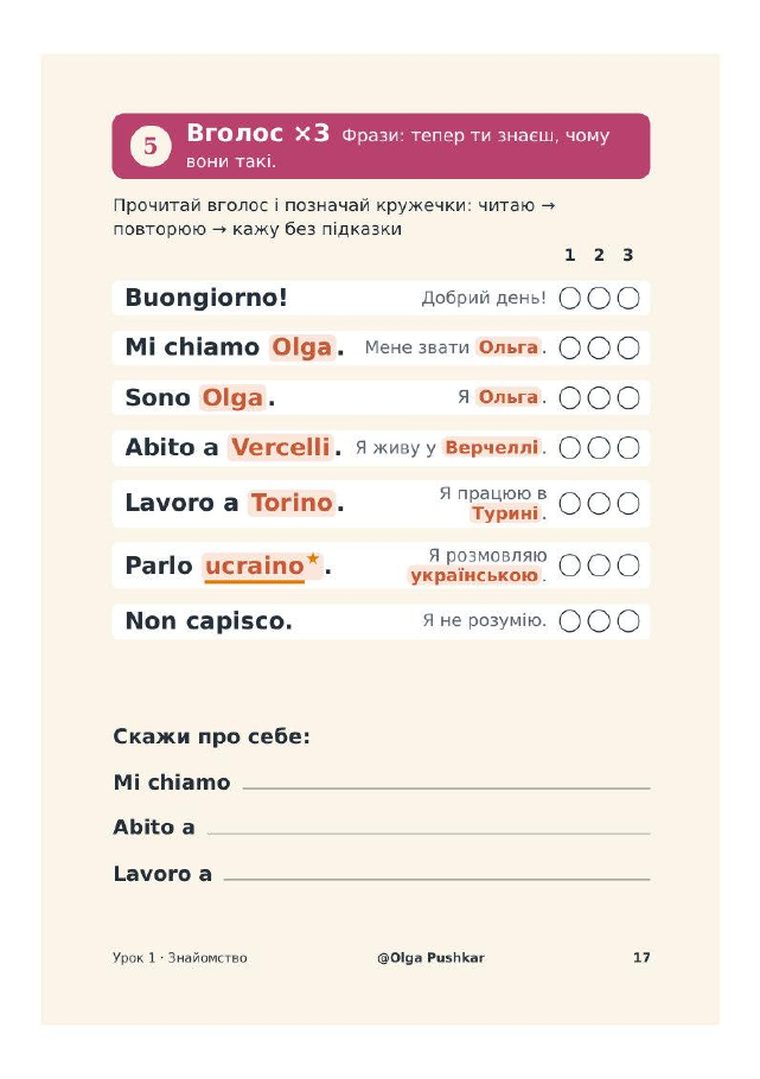 5
Вголос ×3 Фрази: тепер ти знаєш, чому
вони такі.
Прочитай вголос і позначай кружечки: читаю →
повторюю → кажу без підказки
1 2 3
Buongiorno! Добрий день!
Mi chiamo Olga. Мене звати Ольга.
Sono Olga. Я Ольга.
Abito a Vercelli. Я живу у Верчеллі.
Lavoro a Torino. Я працюю в
Турині.
Parlo ucraino★. Я розмовляю
українською.
Non capisco. Я не розумію.
Скажи про себе:
Mi chiamo
Abito a
Lavoro a
Урок 1 · Знайомство @Olga Pushkar 17